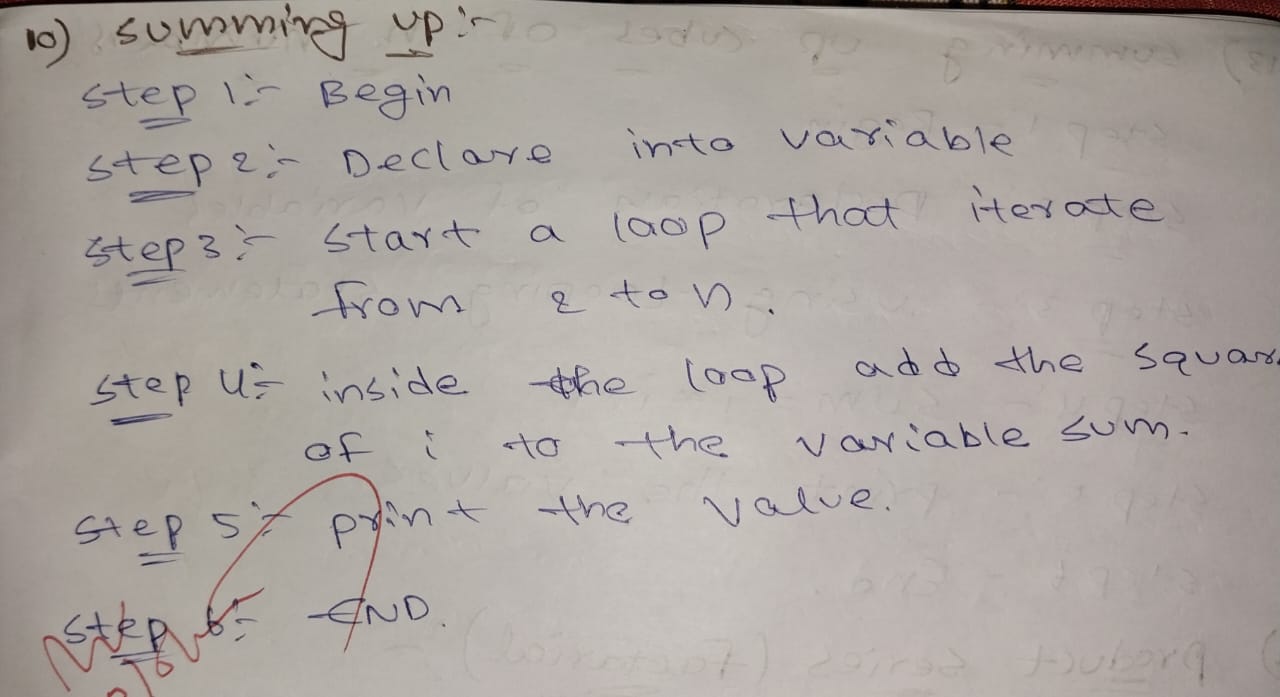 10) summing up:-
step 1:- Begin
step 2:- Declare into variable
step 3:- start a loop that iterate
from 2 to n.
step 4:- inside the loop add the squar
of i to the variable sum.
step 5:- print the value.
step 6:- END.